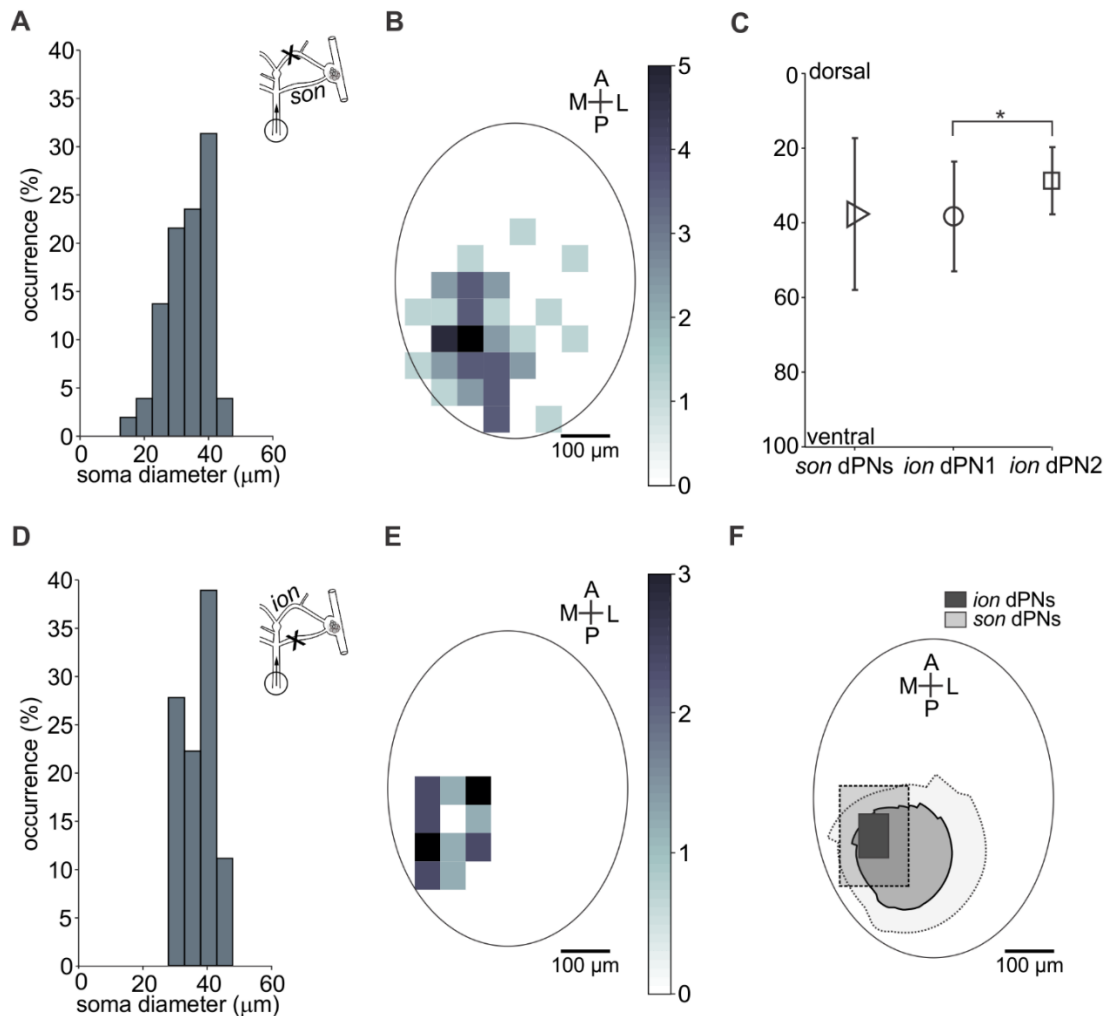 A
40
35
30
25
20
15
10
5
0
occurrence (%)
0 20 40 60
soma diameter (μm)
son
B
A
M L
P
5
4
3
2
1
0
100 μm
C
0
20
40
60
80
100
dorsal
ventral
*
son dPNs ion dPN1 ion dPN2
D
40
35
30
25
20
15
10
5
0
occurrence (%)
0 20 40 60
soma diameter (μm)
ion
E
A
M L
P
3
2
1
0
100 μm
F
ion dPNs
son dPNs
A
M L
P
100 μm